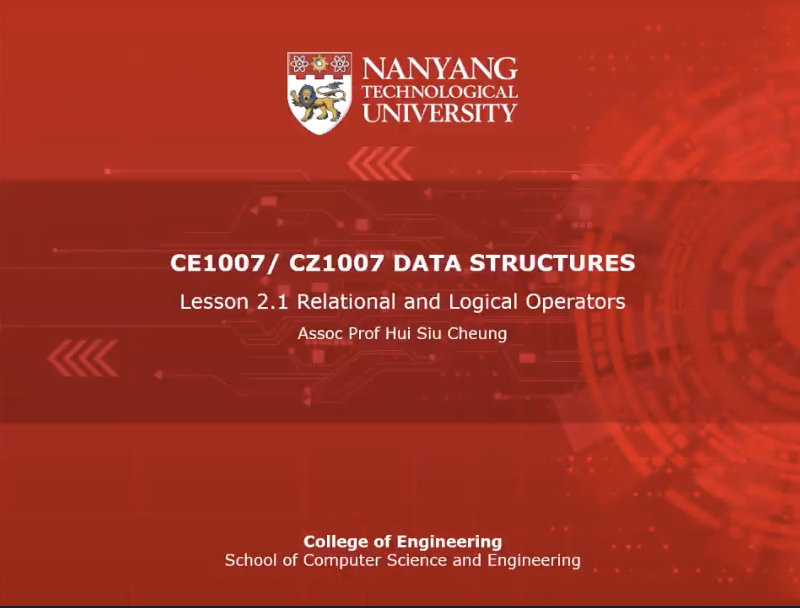 NANYANG
TECHNOLOGICAL
UNIVERSITY
CE1007/ CZ1007 DATA STRUCTURES
Lesson 2.1 Relational and Logical Operators
Assoc Prof Hui Siu Cheung
College of Engineering
School of Computer Science and Engineering